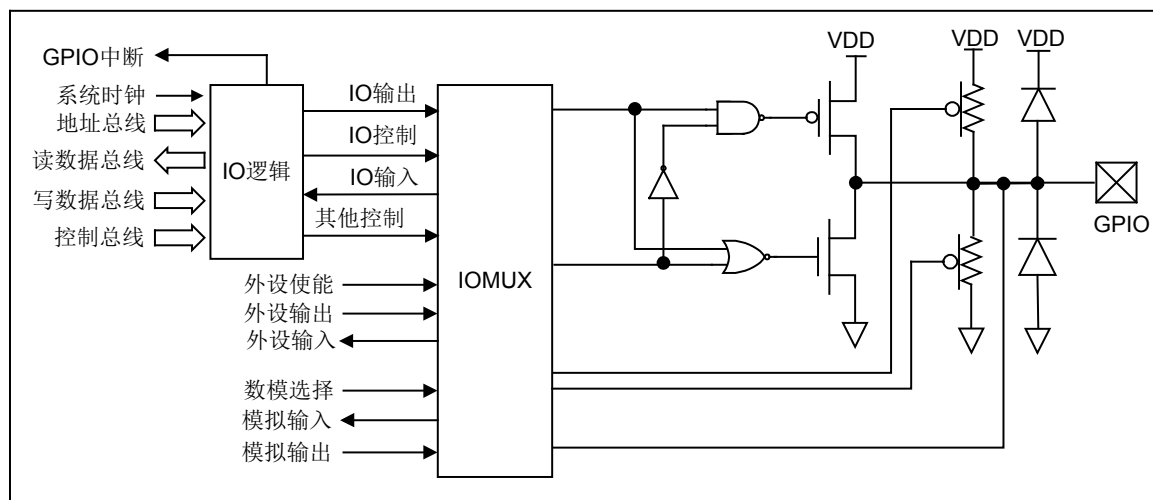 GPIO中断
系统时钟
地址总线
读数据总线
写数据总线
控制总线
IO逻辑
IO输出
IO控制
IO输入
其他控制
外设使能
外设输出
外设输入
数模选择
模拟输入
模拟输出
IOMUX
VDD
VDD
VDD
GPIO